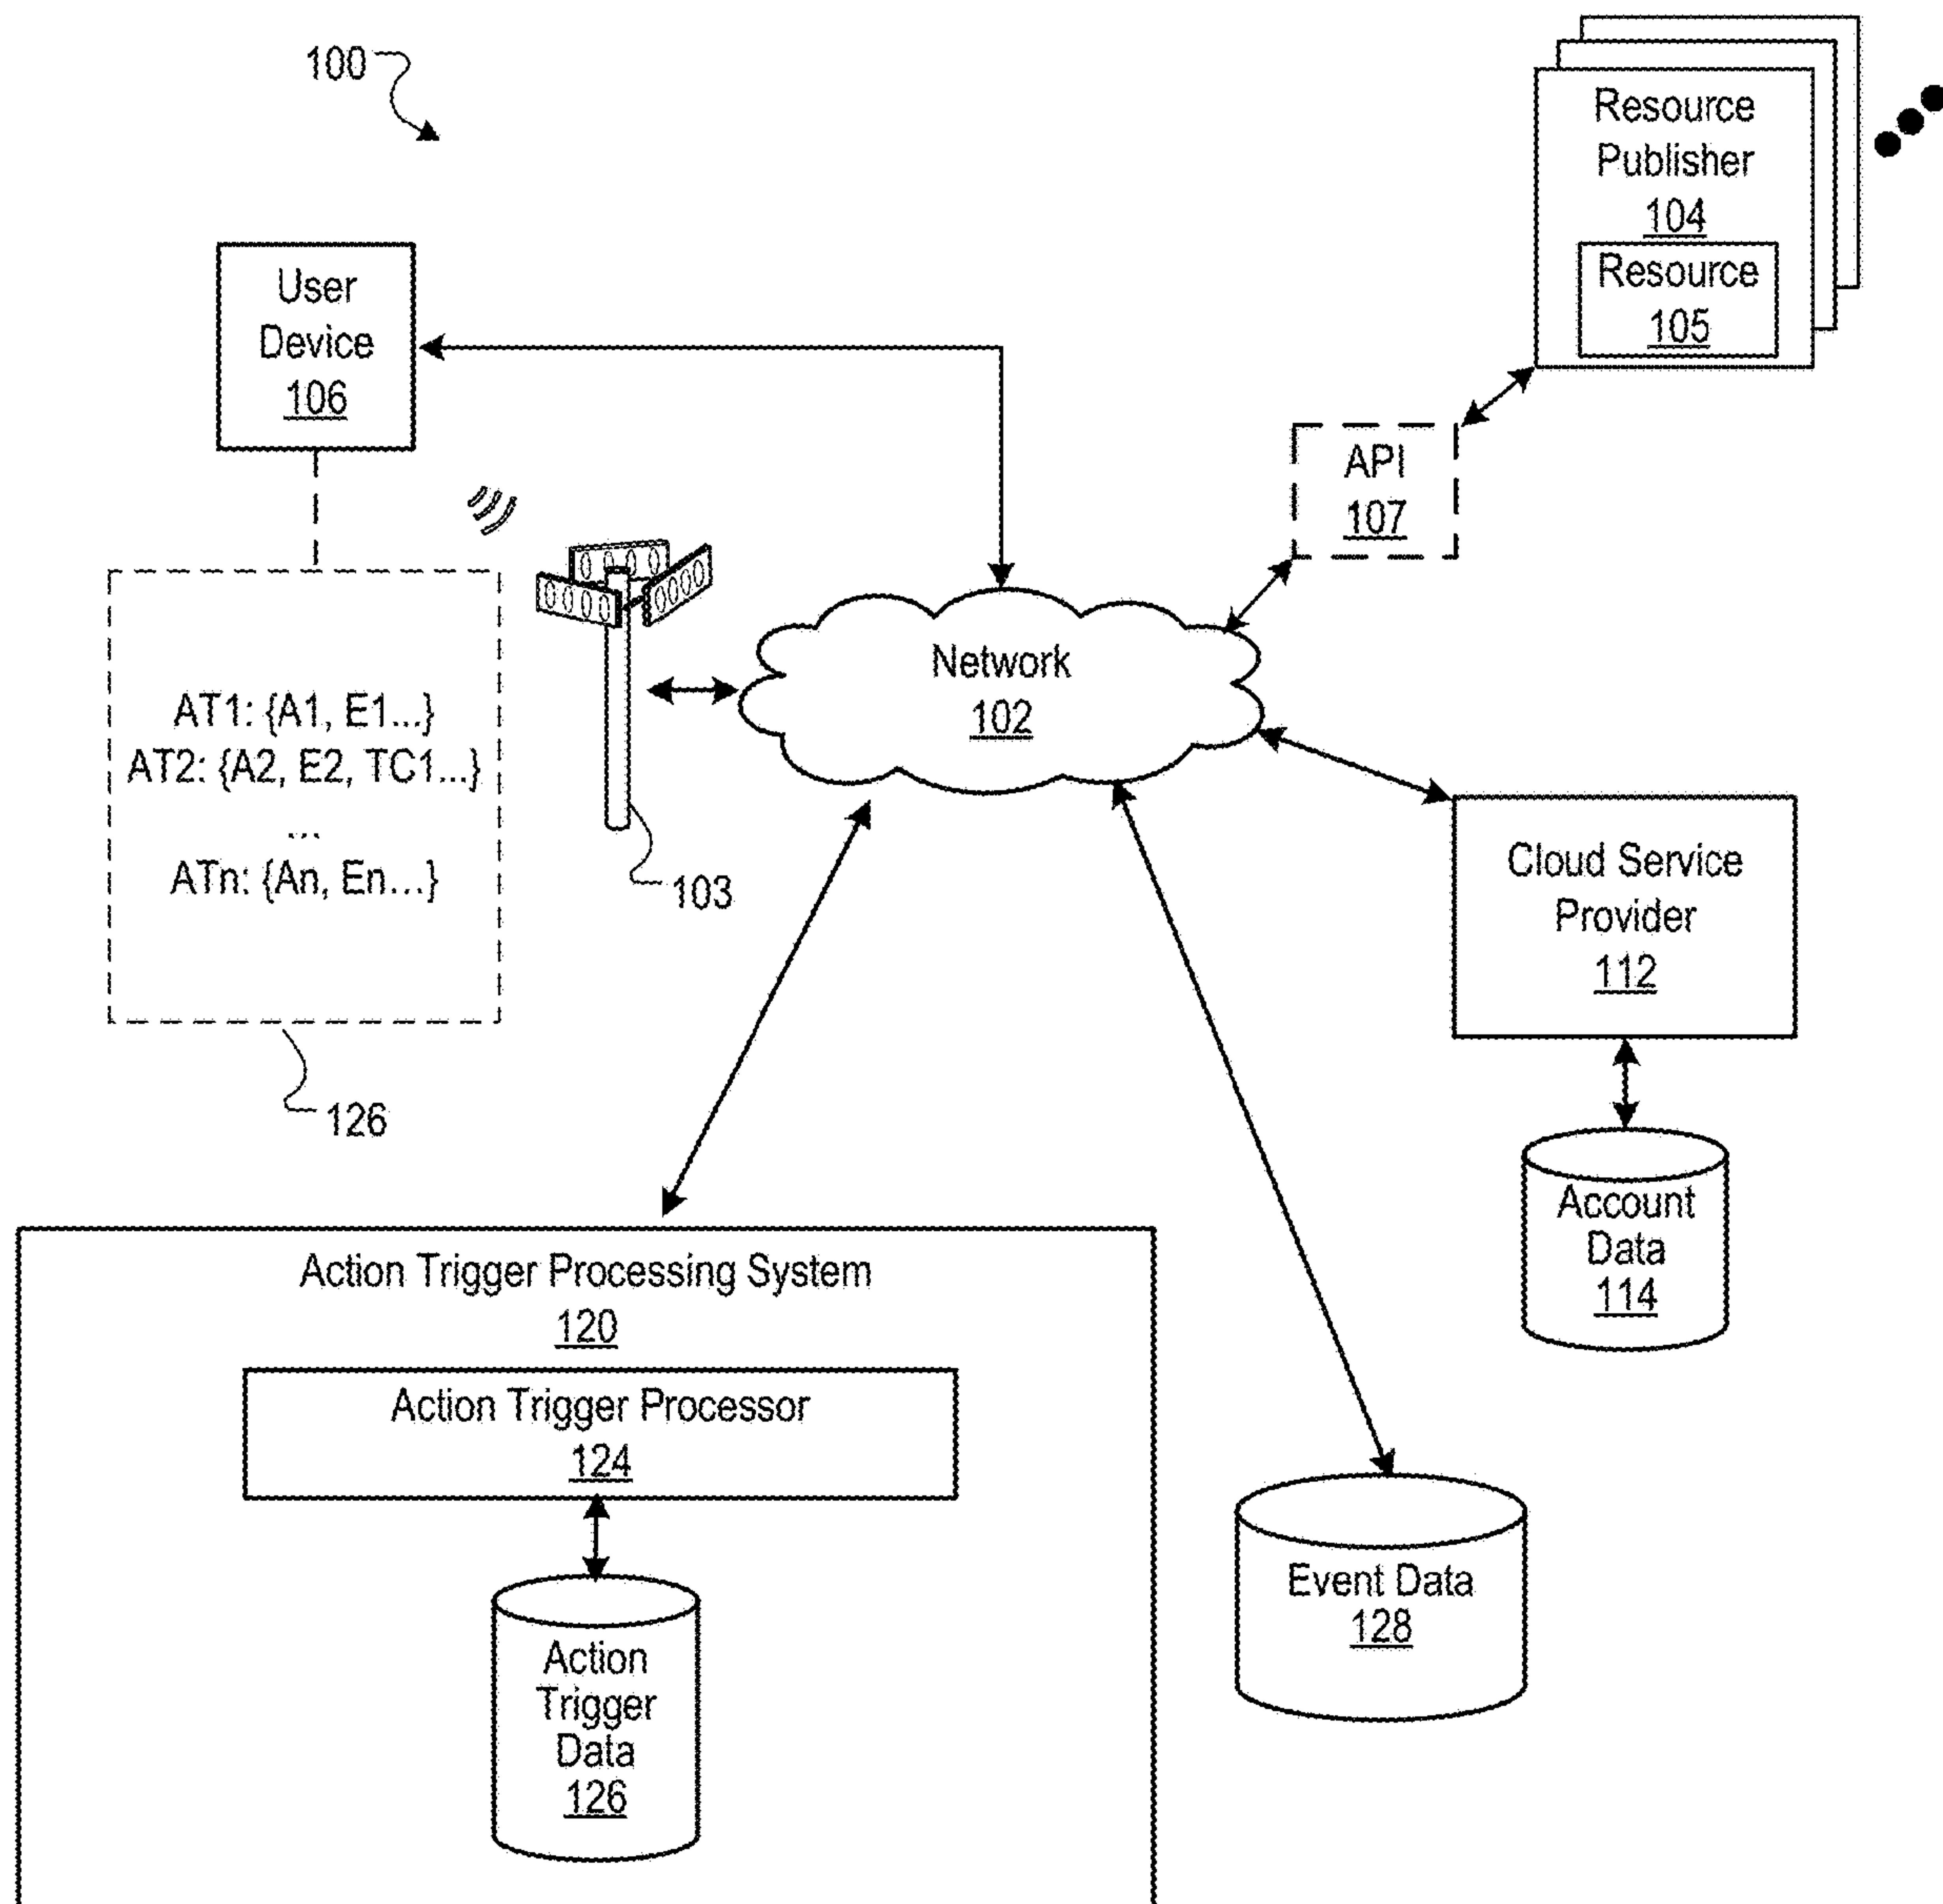 100
Resource
Publisher
104
Resource
105
User
Device
106
API
107
Network
102
AT1: {A1, E1...}
AT2: {A2, E2, TC1...}
...
ATn: {An, En...}
103
126
Cloud Service
Provider
112
Account
Data
114
Action Trigger Processing System
120
Action Trigger Processor
124
Action
Trigger
Data
126
Event Data
128